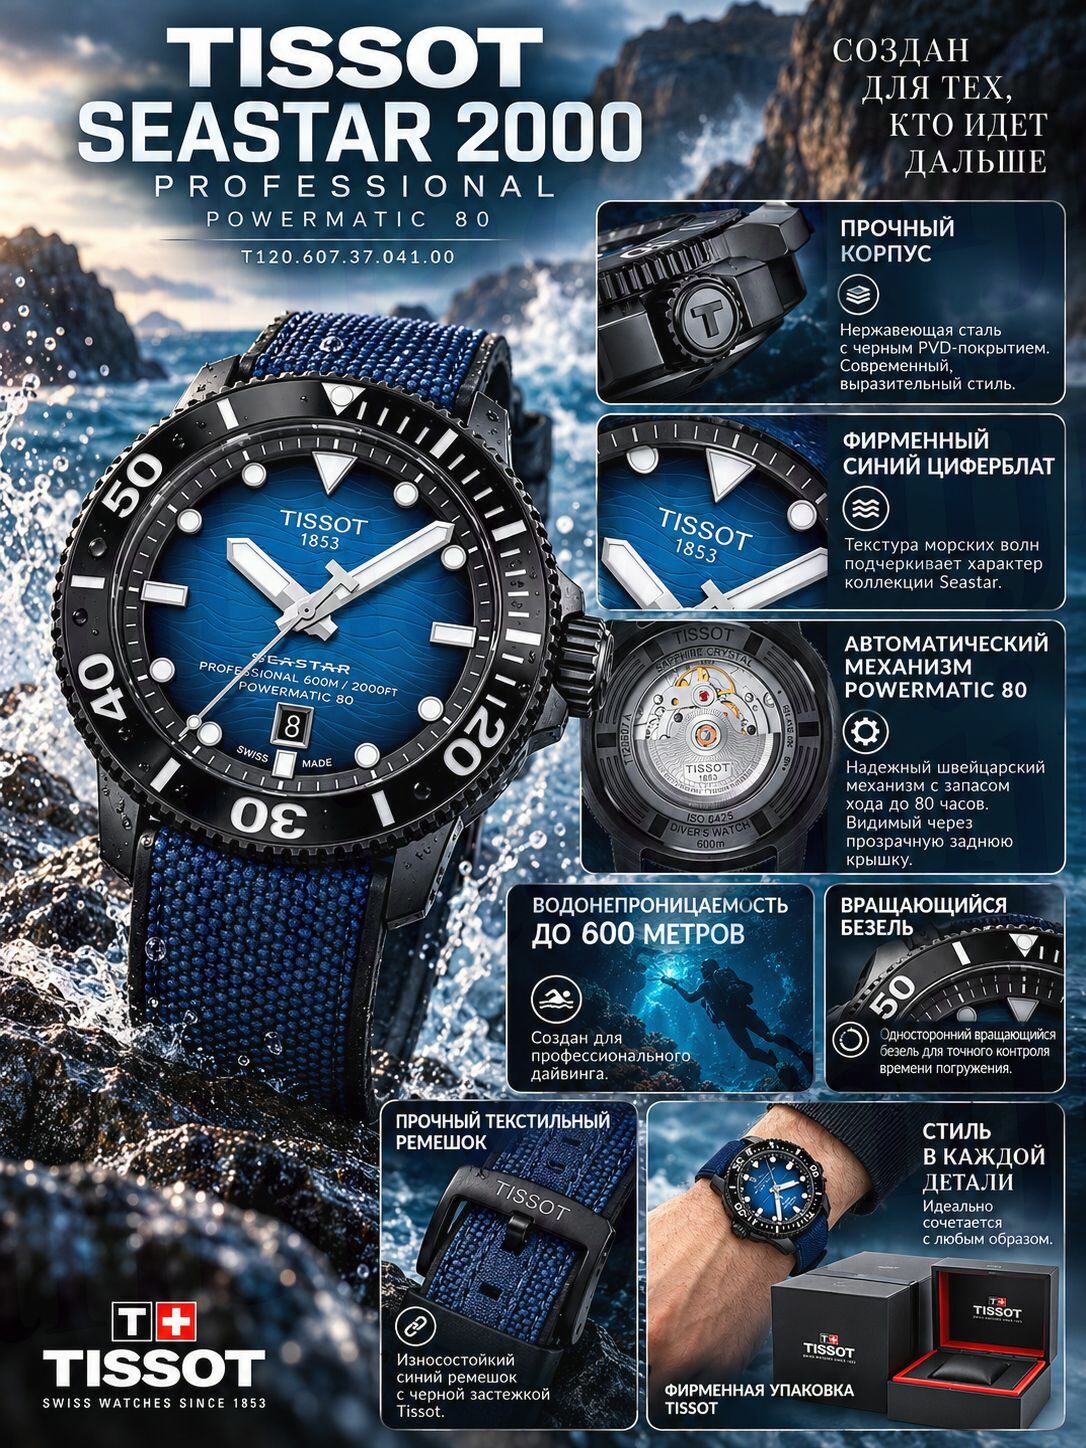 TISSOT
SEASTAR 2000
PROFESSIONAL
POWERMATIC 80
T120.607.37.041.00
СОЗДАН
ДЛЯ ТЕХ,
КТО ИДЕТ
ДАЛЬШЕ
ПРОЧНЫЙ
КОРПУС
Нержавеющая сталь
с черным PVD-покрытием.
Современный,
выразительный стиль.
T
50
40
30
20
TISSOT
1853
SEASTAR
PROFESSIONAL 600M / 2000FT
POWERMATIC 80
8
SWISS MADE
TISSOT
1853
ФИРМЕННЫЙ
СИНИЙ ЦИФЕРБЛАТ
Текстура морских волн
подчеркивает характер
коллекции Seastar.
TISSOT
SAPPHIRE CRYSTAL
TISSOT
1853
ISO 6425
DIVER'S WATCH
600m
АВТОМАТИЧЕСКИЙ
МЕХАНИЗМ
POWERMATIC 80
Надежный швейцарский
механизм с запасом
хода до 80 часов.
Видимый через
прозрачную заднюю
крышку.
ВОДОНЕПРОНИЦАЕМОСТЬ
ДО 600 МЕТРОВ
Создан для
профессионального
дайвинга.
ВРАЩАЮЩИЙСЯ
БЕЗЕЛЬ
50
Односторонний вращающийся
безель для точного контроля
времени погружения.
ПРОЧНЫЙ ТЕКСТИЛЬНЫЙ
РЕМЕШОК
TISSOT
Износостойкий
синий ремешок
с черной застежкой
Tissot.
СТИЛЬ
В КАЖДОЙ
ДЕТАЛИ
Идеально
сочетается
с любым образом.
T+
TISSOT
T+
TISSOT
ФИРМЕННАЯ УПАКОВКА
TISSOT
T+
TISSOT
SWISS WATCHES SINCE 1853